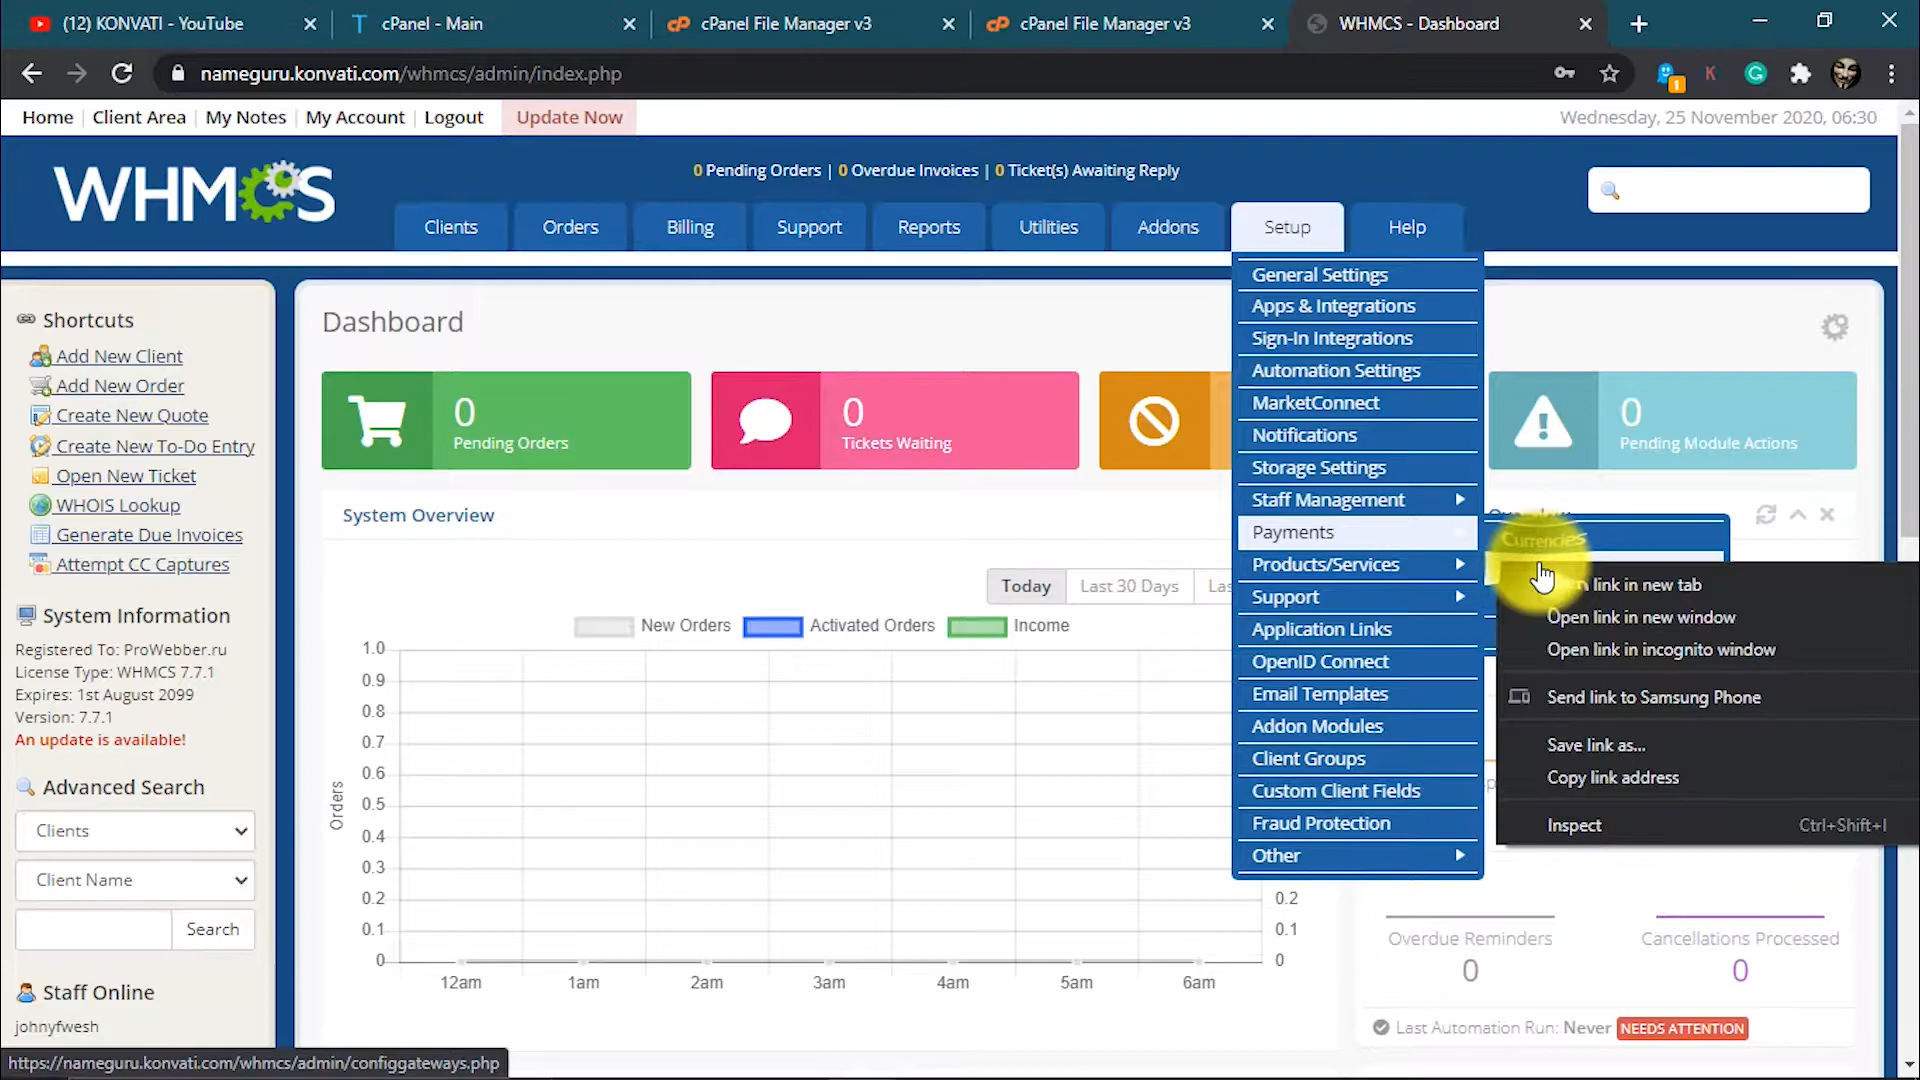 (12) KONVATI - YouTube
cPanel - Main
cPanel File Manager v3
cPanel File Manager v3
WHMCS - Dashboard
nameguru.konvati.com/whmcs/admin/index.php
1
K
Home
Client Area
My Notes
My Account
Logout
Update Now
Wednesday, 25 November 2020, 06:30
WHMCS
0 Pending Orders | 0 Overdue Invoices | 0 Ticket(s) Awaiting Reply
Clients
Orders
Billing
Support
Reports
Utilities
Addons
Setup
Help
General Settings
Apps & Integrations
Sign-In Integrations
Automation Settings
MarketConnect
Notifications
Storage Settings
Staff Management
Payments
Products/Services
Support
Application Links
OpenID Connect
Email Templates
Addon Modules
Client Groups
Custom Client Fields
Fraud Protection
Other
Currencies
link in new tab
Open link in new window
Open link in incognito window
Send link to Samsung Phone
Save link as...
Copy link address
Inspect
Ctrl+Shift+I
Shortcuts
Add New Client
Add New Order
Create New Quote
Create New To-Do Entry
Open New Ticket
WHOIS Lookup
Generate Due Invoices
Attempt CC Captures
System Information
Registered To: ProWebber.ru
License Type: WHMCS 7.7.1
Expires: 1st August 2099
Version: 7.7.1
An update is available!
Advanced Search
Clients
Client Name
Search
Staff Online
johnyfwesh
Dashboard
0
Pending Orders
0
Tickets Waiting
0
Pending Module Actions
System Overview
Today
Last 30 Days
New Orders
Activated Orders
Income
Orders
1.0
0.9
0.8
0.7
0.6
0.5
0.4
0.3
0.2
0.1
0
0.2
0.1
0
12am
1am
2am
3am
4am
5am
6am
Overdue Reminders
0
Cancellations Processed
0
Last Automation Run: Never NEEDS ATTENTION
https://nameguru.konvati.com/whmcs/admin/configgateways.php